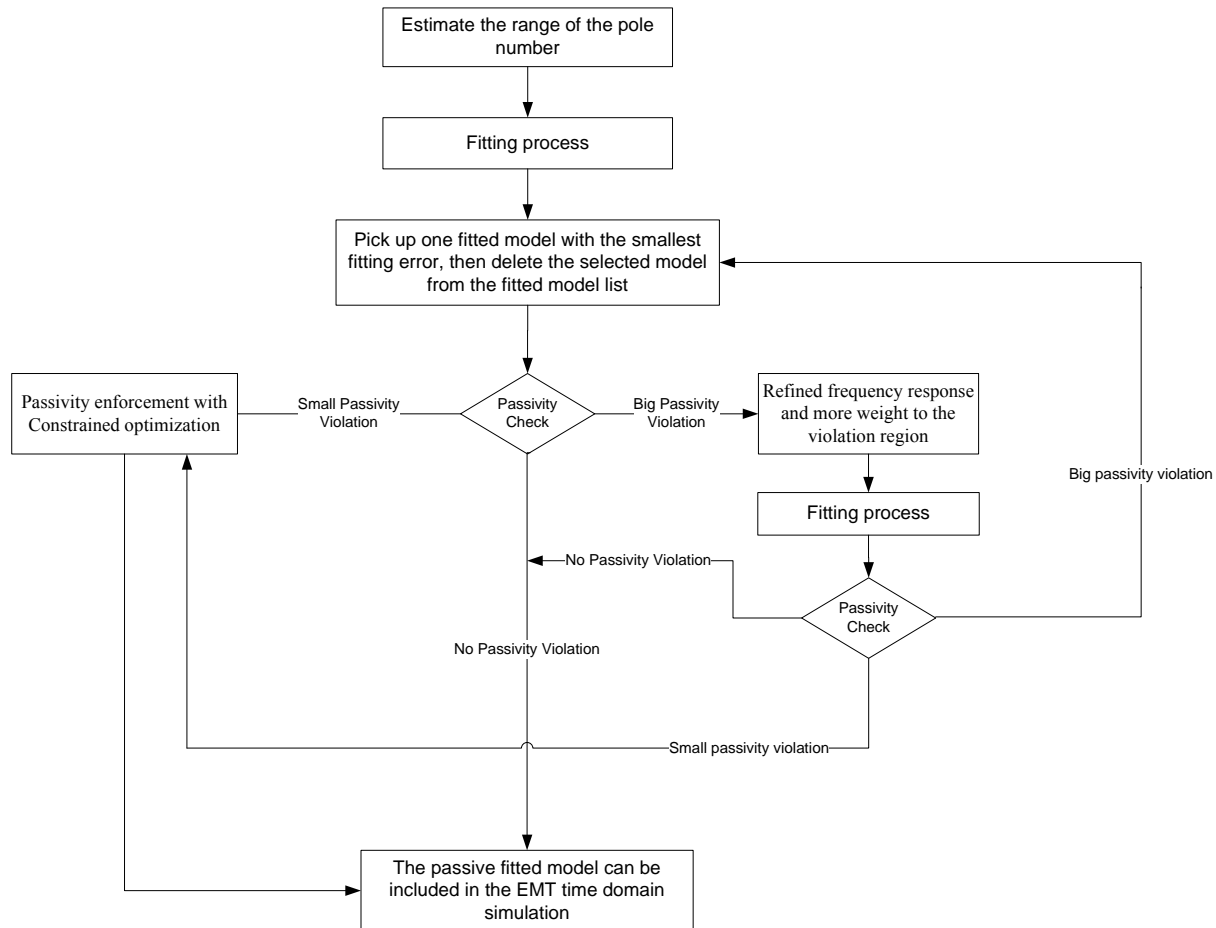 Estimate the range of the pole
number
Fitting process
Pick up one fitted model with the smallest
fitting error, then delete the selected model
from the fitted model list
Passivity enforcement with
Constrained optimization
Small Passivity
Violation
Passivity
Check
Big Passivity
Violation
Refined frequency response
and more weight to the
violation region
Big passivity violation
Fitting process
No Passivity Violation
Passivity
Check
No Passivity Violation
Small passivity violation
The passive fitted model can be
included in the EMT time domain
simulation